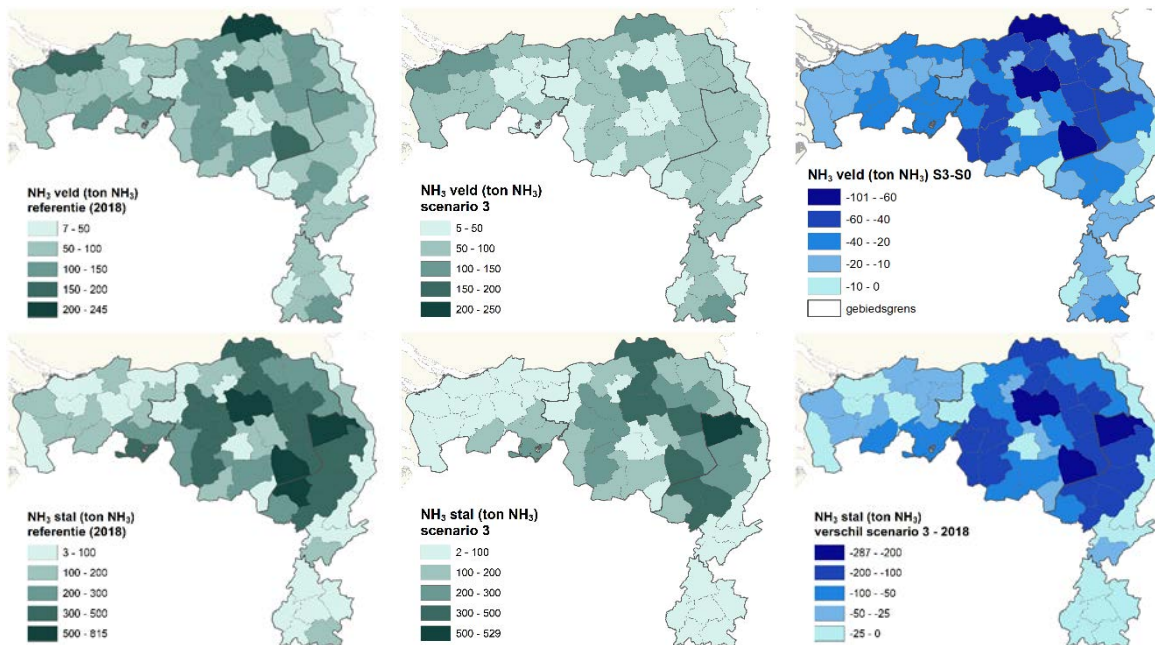 NH₃ veld (ton NH₃)
referentie (2018)
7 - 50
50 - 100
100 - 150
150 - 200
200 - 245
NH₃ veld (ton NH₃)
scenario 3
5 - 50
50 - 100
100 - 150
150 - 200
200 - 250
NH₃ veld (ton NH₃) S3-S0
-101 - -60
-60 - -40
-40 - -20
-20 - -10
-10 - 0
gebiedsgrens
NH₃ stal (ton NH₃)
referentie (2018)
3 - 100
100 - 200
200 - 300
300 - 500
500 - 815
NH₃ stal (ton NH₃)
scenario 3
2 - 100
100 - 200
200 - 300
300 - 500
500 - 529
NH₃ stal (ton NH₃)
verschil scenario 3 - 2018
-287 - -200
-200 - -100
-100 - -50
-50 - -25
-25 - 0